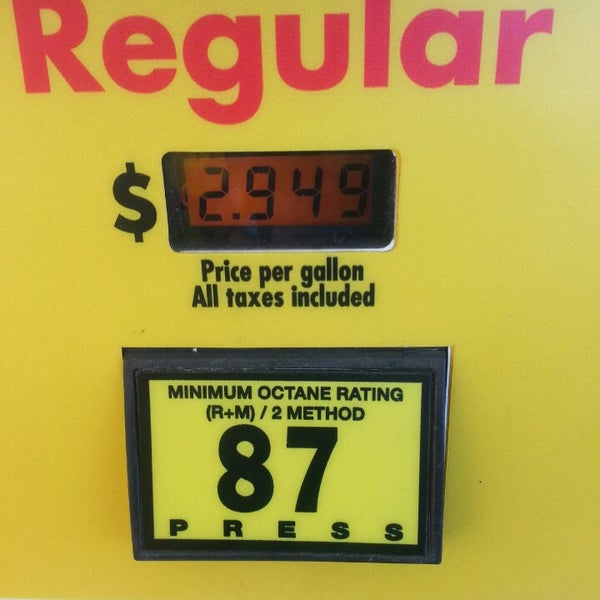 Regular
$ 2.949
Price per gallon
All taxes included
MINIMUM OCTANE RATING
(R+M) / 2 METHOD
87
PRESS